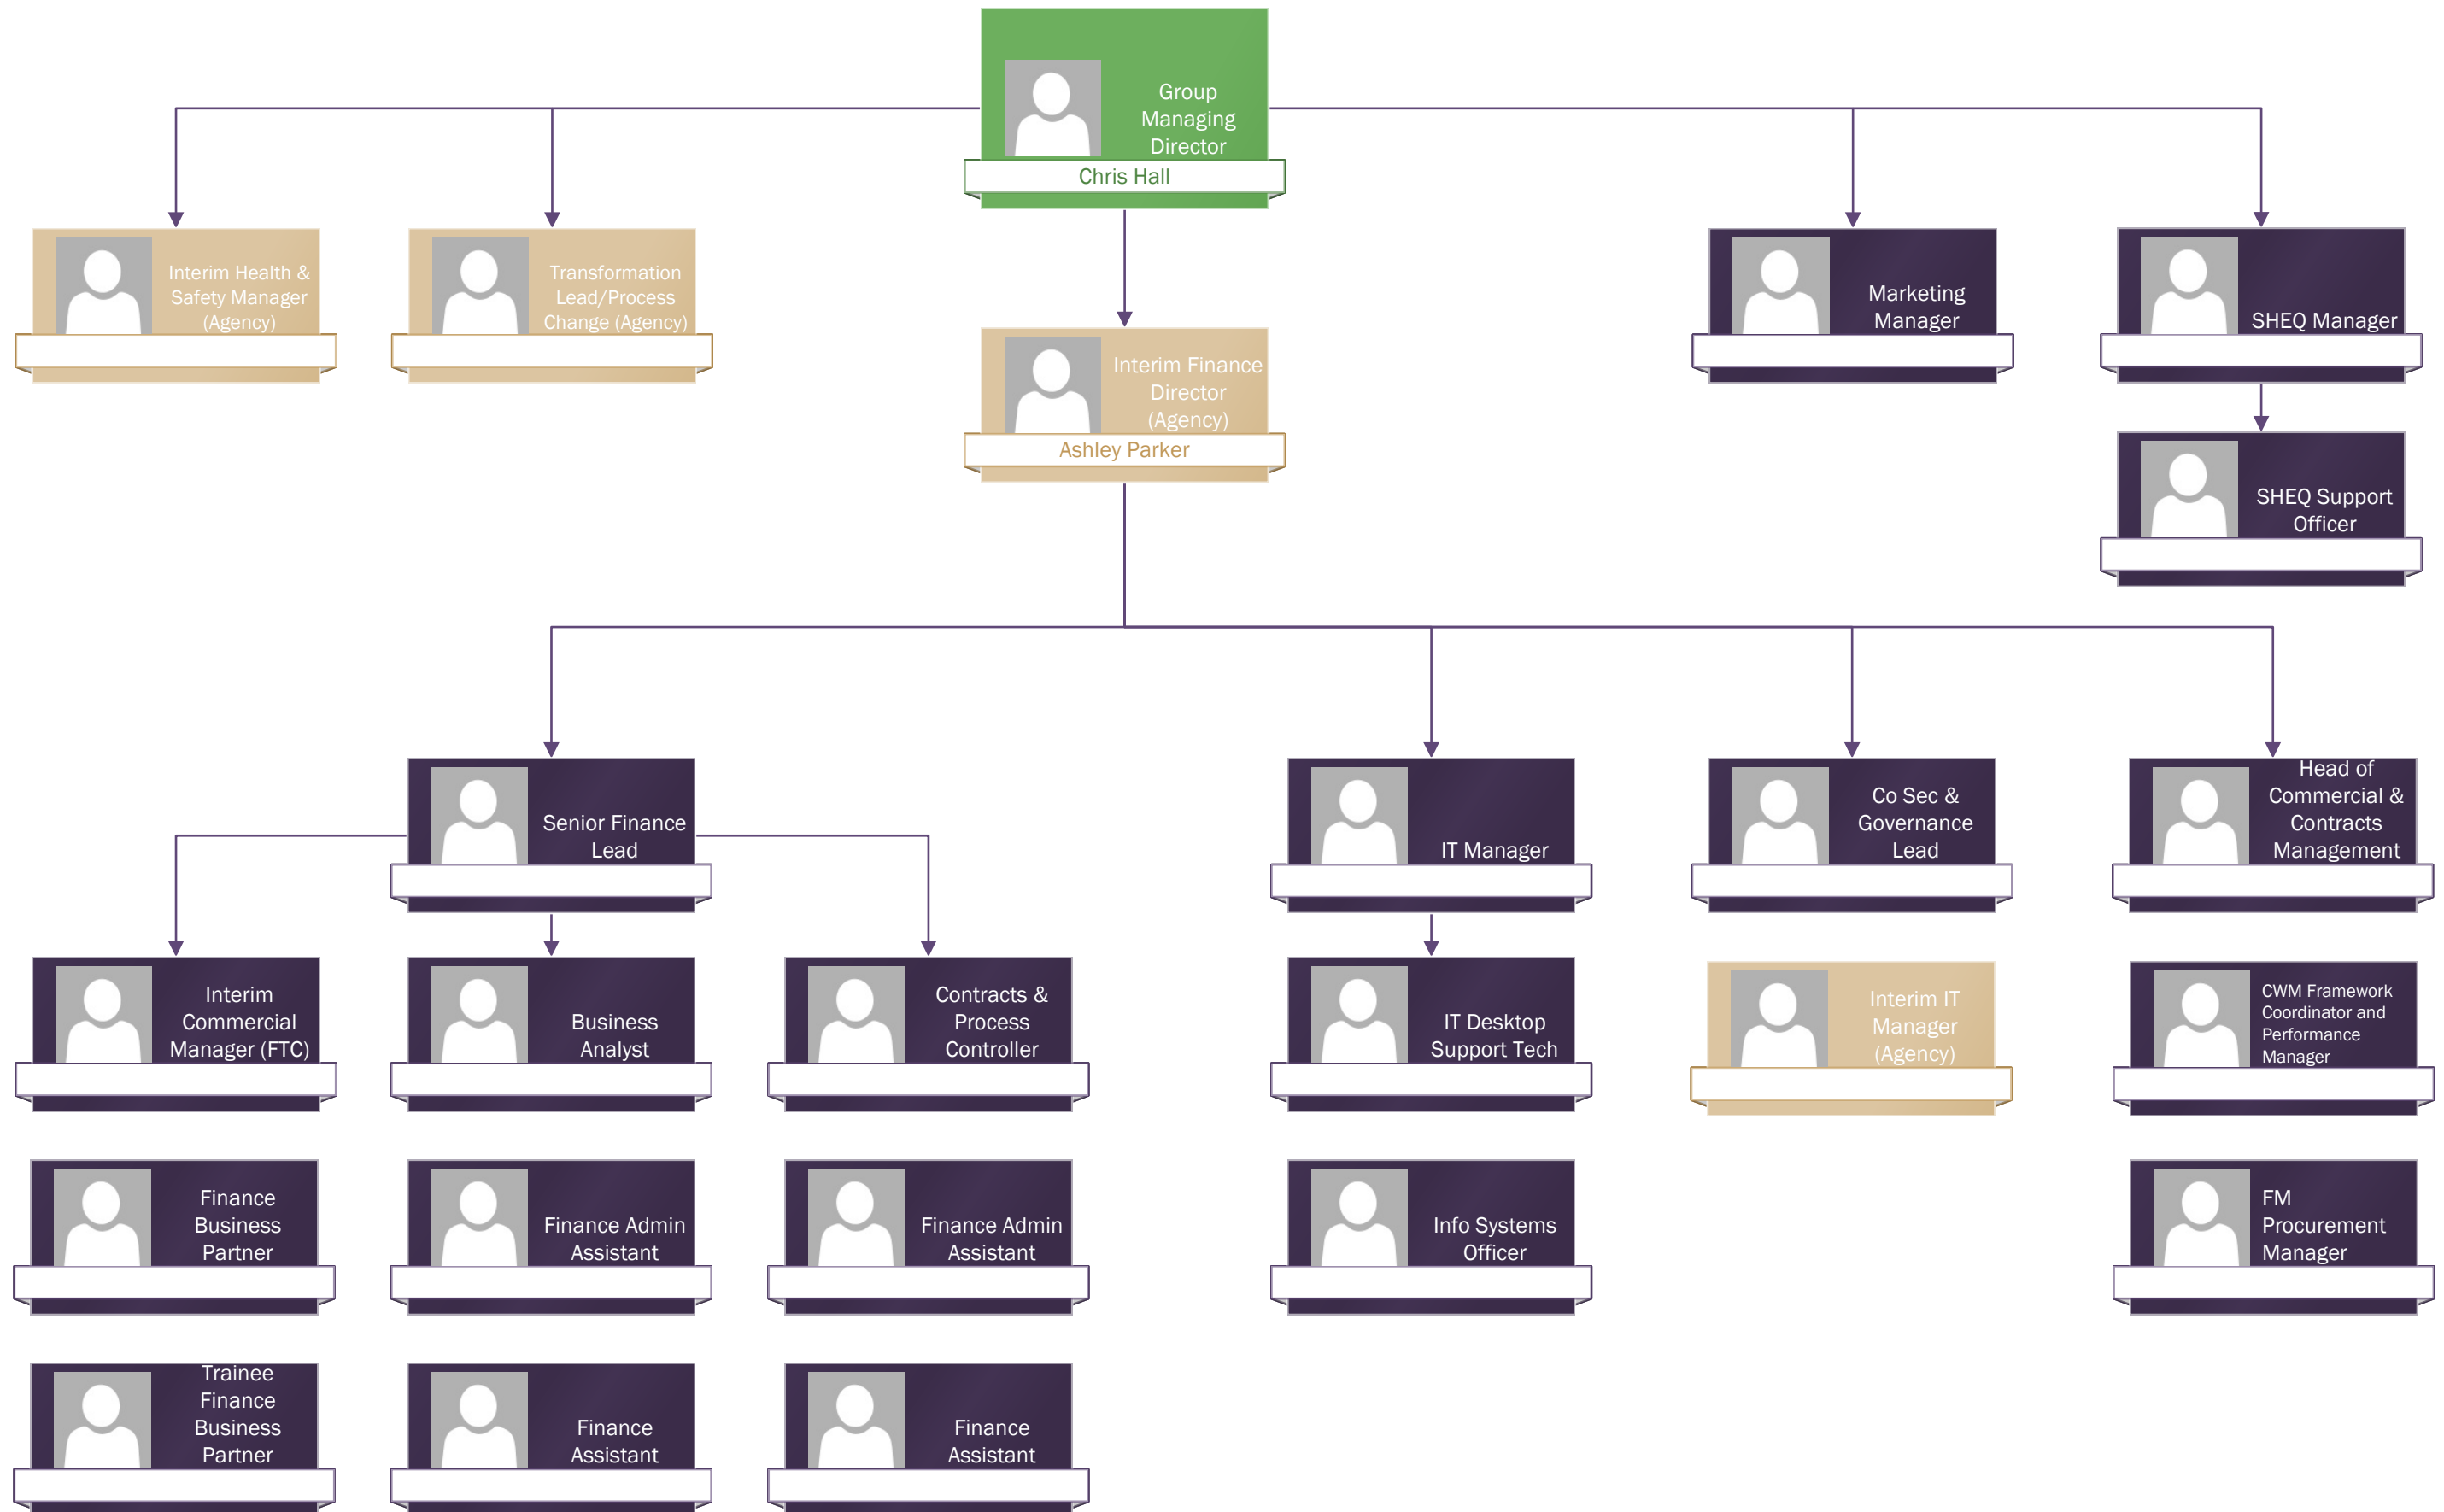 Group
Managing
Director
Chris Hall
Interim Health &
Safety Manager
(Agency)
Transformation
Lead/Process
Change (Agency)
Marketing
Manager
SHEQ Manager
Interim Finance
Director
(Agency)
Ashley Parker
SHEQ Support
Officer
Senior Finance
Lead
IT Manager
Co Sec &
Governance
Lead
Head of
Commercial &
Contracts
Management
Interim
Commercial
Manager (FTC)
Business
Analyst
Contracts &
Process
Controller
IT Desktop
Support Tech
Interim IT
Manager
(Agency)
CWM Framework
Coordinator and
Performance
Manager
Finance
Business
Partner
Finance Admin
Assistant
Finance Admin
Assistant
Info Systems
Officer
FM
Procurement
Manager
Trainee
Finance
Business
Partner
Finance
Assistant
Finance
Assistant